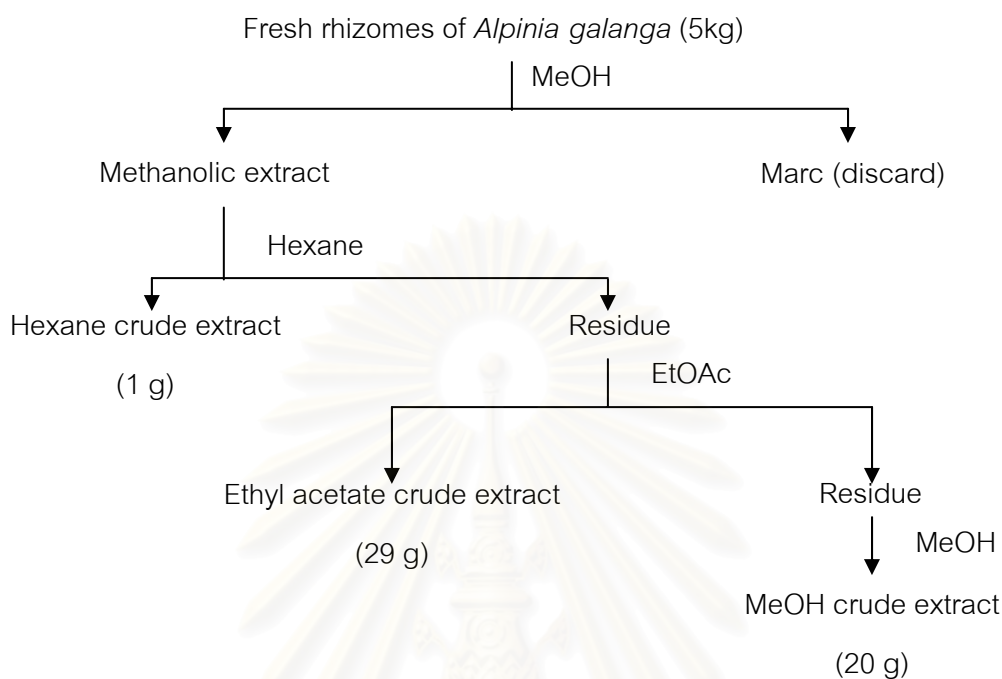 Fresh rhizomes of Alpinia galanga (5kg)
MeOH
Methanolic extract
Marc (discard)
Hexane
Hexane crude extract
(1 g)
Residue
EtOAc
Ethyl acetate crude extract
(29 g)
Residue
MeOH
MeOH crude extract
(20 g)